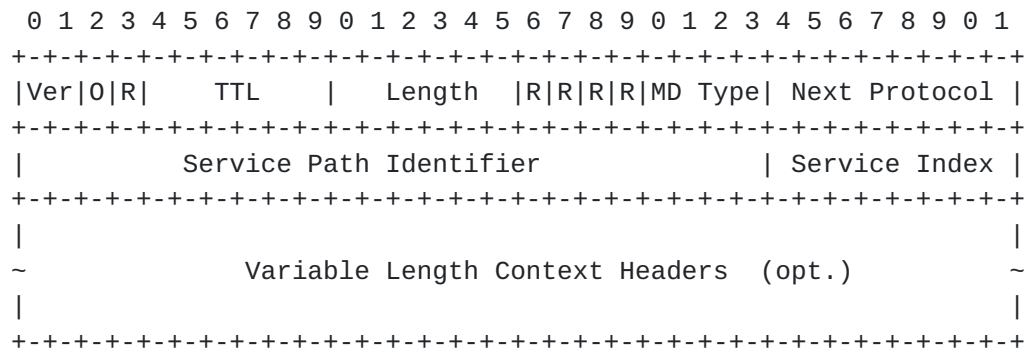 0 1 2 3 4 5 6 7 8 9 0 1 2 3 4 5 6 7 8 9 0 1 2 3 4 5 6 7 8 9 0 1
+-+-+-+-+-+-+-+-+-+-+-+-+-+-+-+-+-+-+-+-+-+-+-+-+-+-+-+-+-+-+-+-+
|Ver|O|R|    TTL    |   Length  |R|R|R|R|MD Type| Next Protocol |
+-+-+-+-+-+-+-+-+-+-+-+-+-+-+-+-+-+-+-+-+-+-+-+-+-+-+-+-+-+-+-+-+
|          Service Path Identifier              | Service Index |
+-+-+-+-+-+-+-+-+-+-+-+-+-+-+-+-+-+-+-+-+-+-+-+-+-+-+-+-+-+-+-+-+
|                                                               |
~              Variable Length Context Headers  (opt.)          ~
|                                                               |
+-+-+-+-+-+-+-+-+-+-+-+-+-+-+-+-+-+-+-+-+-+-+-+-+-+-+-+-+-+-+-+-+